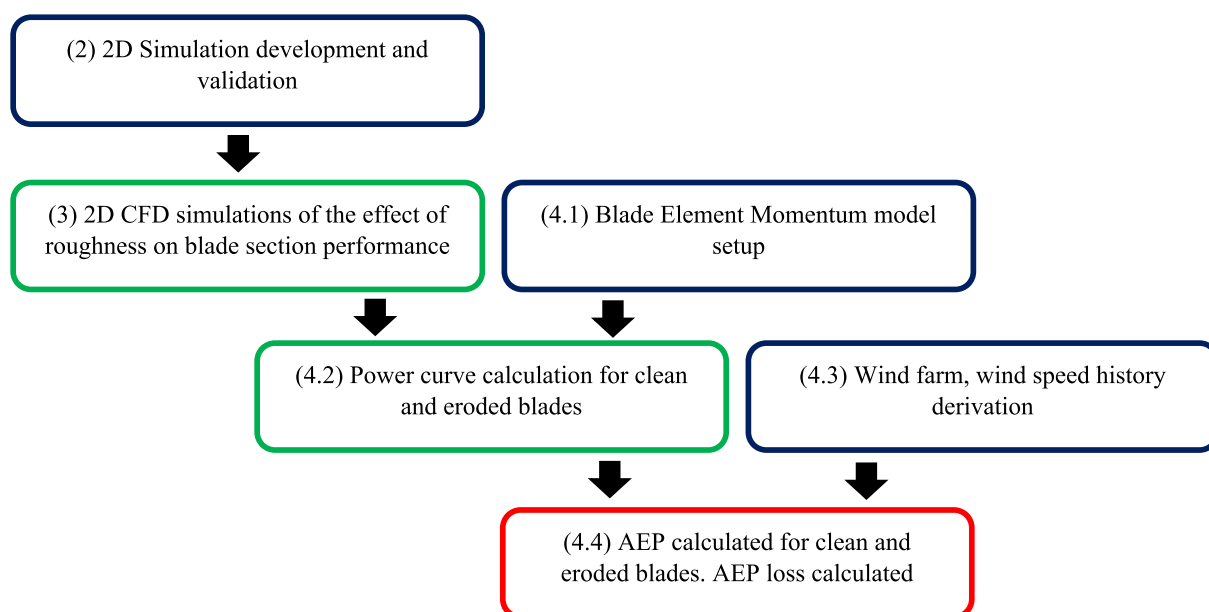 (2) 2D Simulation development and
validation
(3) 2D CFD simulations of the effect of
roughness on blade section performance
(4.1) Blade Element Momentum model
setup
(4.2) Power curve calculation for clean
and eroded blades
(4.3) Wind farm, wind speed history
derivation
(4.4) AEP calculated for clean and
eroded blades. AEP loss calculated